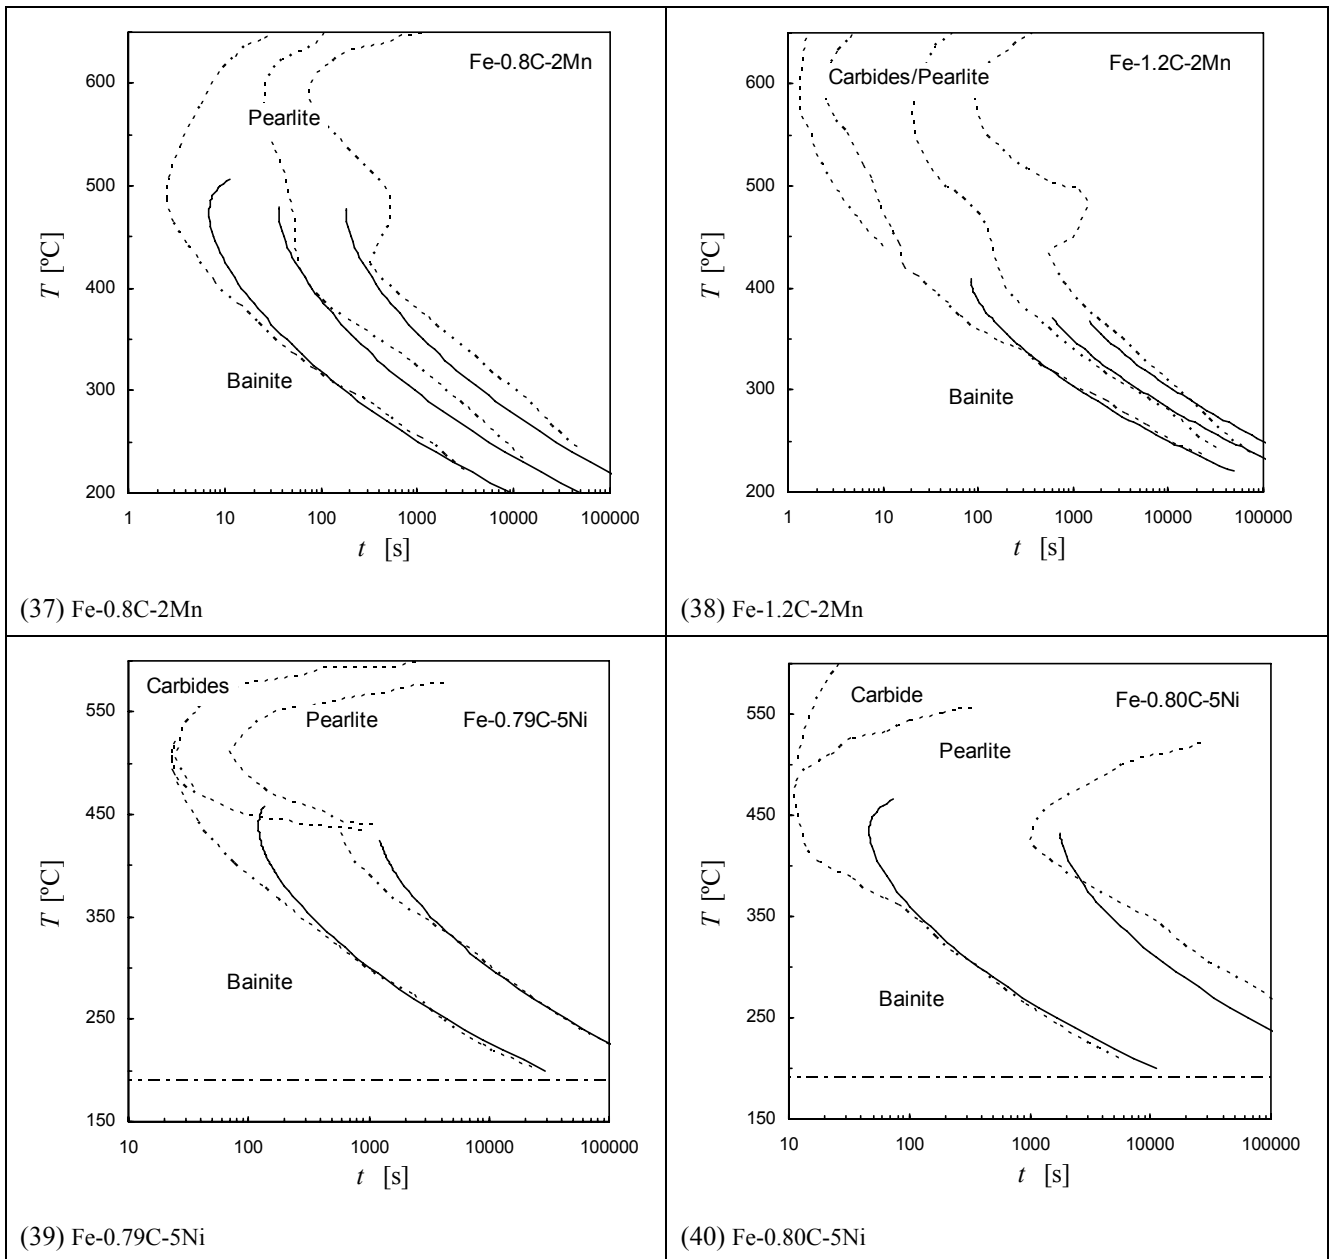 Fe-0.8C-2Mn
600
Pearlite
500
T [ºC]
400
Bainite
300
200
1 10 100 1000 10000 100000
t [s]
(37) Fe-0.8C-2Mn
Fe-1.2C-2Mn
Carbides/Pearlite
600
500
T [ºC]
400
Bainite
300
200
1 10 100 1000 10000 100000
t [s]
(38) Fe-1.2C-2Mn
Carbides
Pearlite
Fe-0.79C-5Ni
550
450
T [ºC]
350
Bainite
250
150
10 100 1000 10000 100000
t [s]
(39) Fe-0.79C-5Ni
Carbide
Fe-0.80C-5Ni
550
Pearlite
450
T [ºC]
350
Bainite
250
150
10 100 1000 10000 100000
t [s]
(40) Fe-0.80C-5Ni